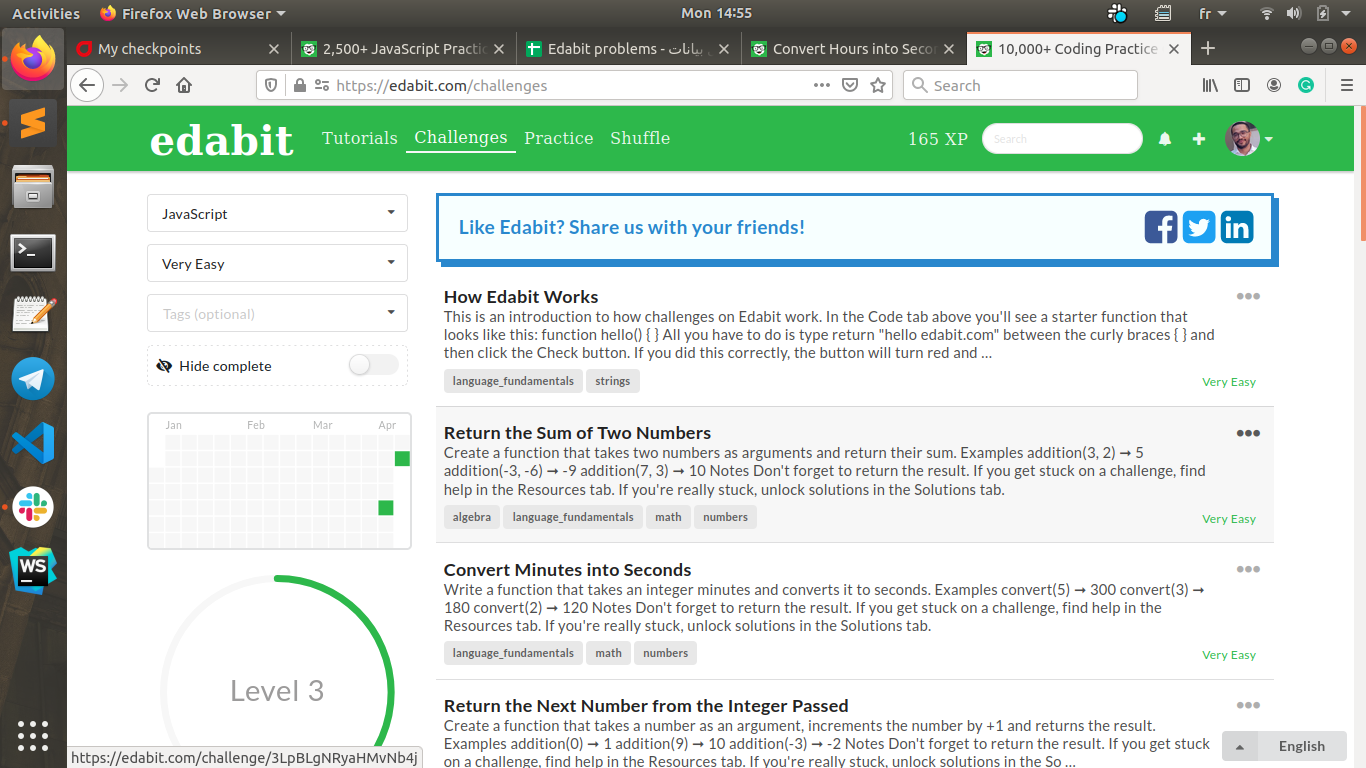 Activities
Firefox Web Browser
Mon 14:55
fr
My checkpoints
2,500+ JavaScript Practic
Edabit problems - بيانات
Convert Hours into Secon
10,000+ Coding Practice
https://edabit.com/challenges
Search
edabit
Tutorials
Challenges
Practice
Shuffle
165 XP
Search
JavaScript
Very Easy
Tags (optional)
Hide complete
Jan Feb Mar Apr
Level 3
Like Edabit? Share us with your friends!
How Edabit Works
This is an introduction to how challenges on Edabit work. In the Code tab above you'll see a starter function that
looks like this: function hello() { } All you have to do is type return "hello edabit.com" between the curly braces { } and
then click the Check button. If you did this correctly, the button will turn red and ...
language_fundamentals strings
Very Easy
Return the Sum of Two Numbers
Create a function that takes two numbers as arguments and return their sum. Examples addition(3, 2) ➞ 5
addition(-3, -6) ➞ -9 addition(7, 3) ➞ 10 Notes Don't forget to return the result. If you get stuck on a challenge, find
help in the Resources tab. If you're really stuck, unlock solutions in the Solutions tab.
algebra language_fundamentals math numbers
Very Easy
Convert Minutes into Seconds
Write a function that takes an integer minutes and converts it to seconds. Examples convert(5) ➞ 300 convert(3) ➞
180 convert(2) ➞ 120 Notes Don't forget to return the result. If you get stuck on a challenge, find help in the
Resources tab. If you're really stuck, unlock solutions in the Solutions tab.
language_fundamentals math numbers
Very Easy
Return the Next Number from the Integer Passed
Create a function that takes a number as an argument, increments the number by +1 and returns the result.
Examples addition(0) ➞ 1 addition(9) ➞ 10 addition(-3) ➞ -2 Notes Don't forget to return the result. If you get stuck
on a challenge, find help in the Resources tab. If you're really stuck, unlock solutions in the So ...
English
WS
https://edabit.com/challenge/3LpBLgNRyaHMvNb4j